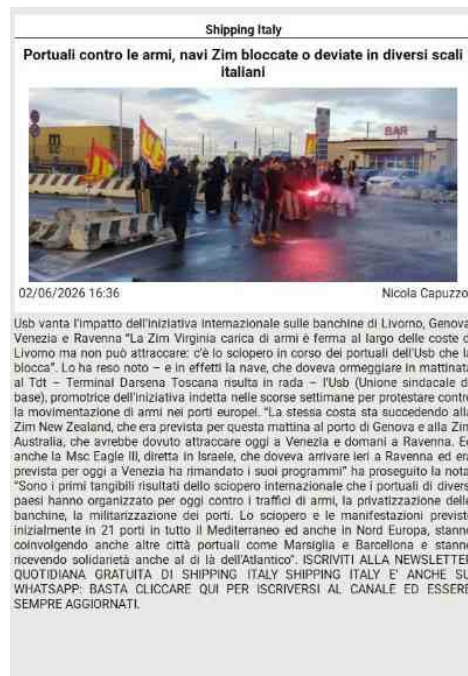 Shipping Italy
Portuali contro le armi, navi Zim bloccate o deviate in diversi scali
italiani
BAR
02/06/2026 16:36
Nicola Capuzzo
Usb vanta l'impatto dell'iniziativa internazionale sulle banchine di Livorno, Genova
Venezia e Ravenna "La Zim Virginia carica di armi è ferma al largo delle coste d
Livorno ma non può attraccare: c'è lo sciopero in corso dei portuali dell'Usb che la
blocca". Lo ha reso noto – e in effetti la nave, che doveva ormeggiare in mattinata
al Tdt – Terminal Darsena Toscana risulta in rada – l'Usb (Unione sindacale d
base), promotrice dell'iniziativa indetta nelle scorse settimane per protestare contro
la movimentazione di armi nei porti europei. "La stessa costa sta succedendo alla
Zim New Zealand, che era prevista per questa mattina al porto di Genova e alla Zim
Australia, che avrebbe dovuto attraccare oggi a Venezia e domani a Ravenna. Ed
anche la Msc Eagle III, diretta in Israele, che doveva arrivare ieri a Ravenna ed era
prevista per oggi a Venezia ha rimandato i suoi programmi" ha proseguito la nota.
"Sono i primi tangibili risultati dello sciopero internazionale che i portuali di diversi
paesi hanno organizzato per oggi contro i traffici di armi, la privatizzazione delle
banchine, la militarizzazione dei porti. Lo sciopero e le manifestazioni previste
inizialmente in 21 porti in tutto il Mediterraneo ed anche in Nord Europa, stanno
coinvolgendo anche altre città portuali come Marsiglia e Barcellona e stanno
ricevendo solidarietà anche al di là dell'Atlantico". ISCRIVITI ALLA NEWSLETTER
QUOTIDIANA GRATUITA DI SHIPPING ITALY SHIPPING ITALY E' ANCHE SU
WHATSAPP: BASTA CLICCARE QUI PER ISCRIVERSI AL CANALE ED ESSERE
SEMPRE AGGIORNATI.